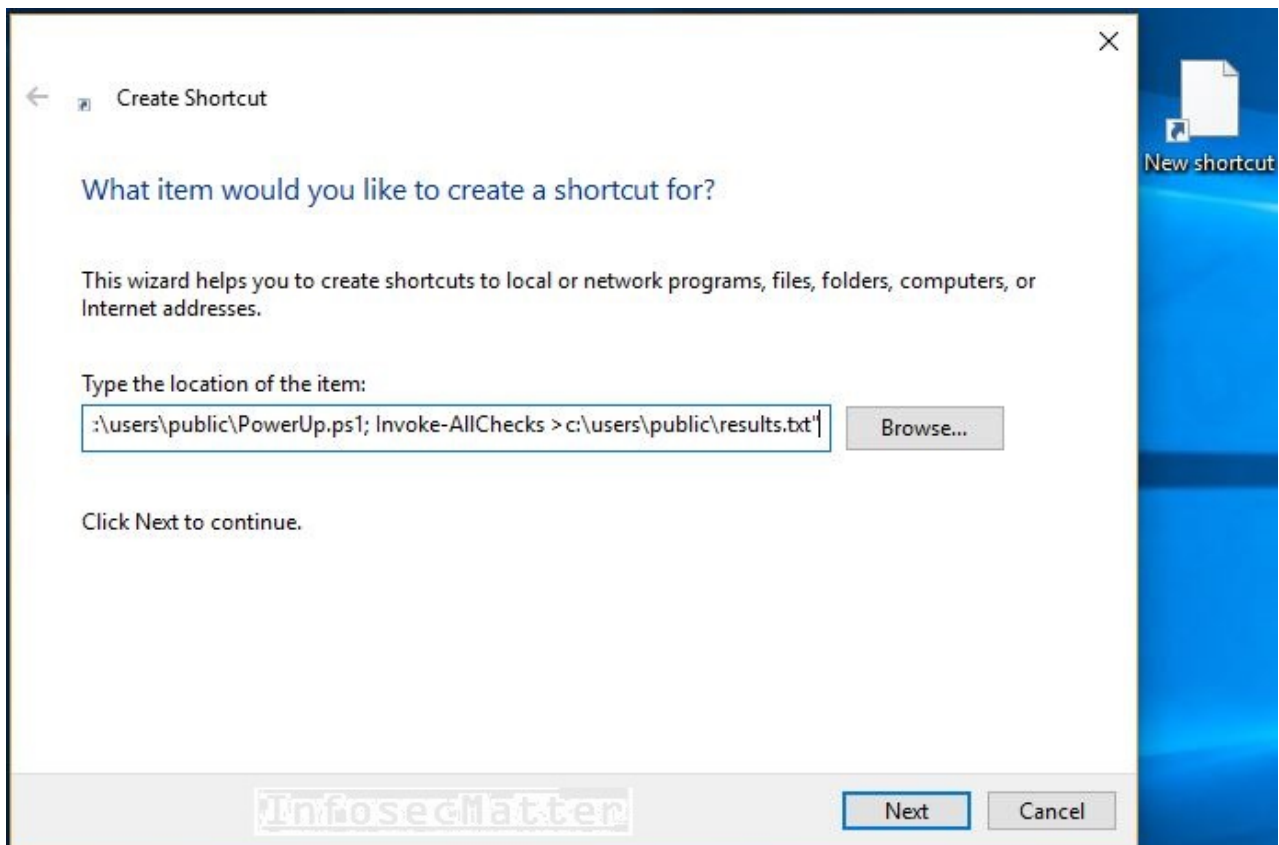 Create Shortcut
New shortcut
What item would you like to create a shortcut for?
This wizard helps you to create shortcuts to local or network programs, files, folders, computers, or
Internet addresses.
Type the location of the item:
:\users\public\PowerUp.ps1; Invoke-AllChecks >c:\users\public\results.txt"
Browse...
Click Next to continue.
InfosecMatter
Next
Cancel